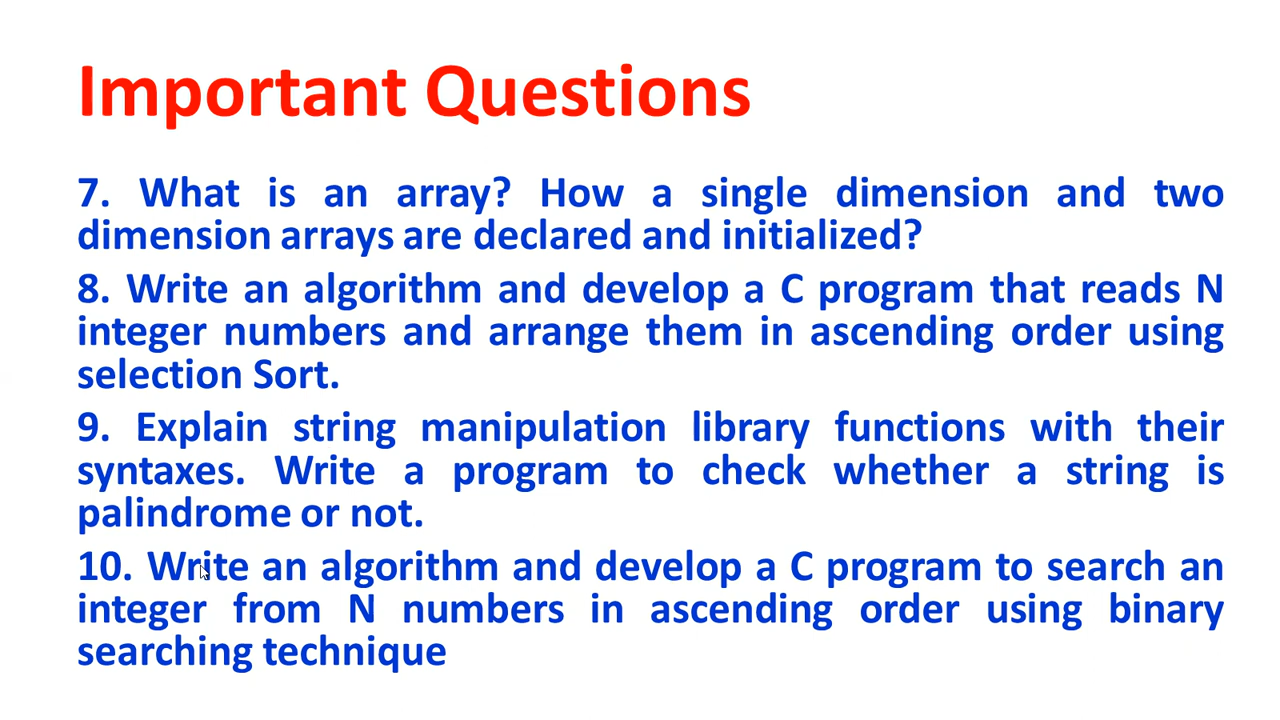 Important Questions
7. What is an array? How a single dimension and two
dimension arrays are declared and initialized?
8. Write an algorithm and develop a C program that reads N
integer numbers and arrange them in ascending order using
selection Sort.
9. Explain string manipulation library functions with their
syntaxes. Write a program to check whether a string is
palindrome or not.
10. Write an algorithm and develop a C program to search an
integer from N numbers in ascending order using binary
searching technique